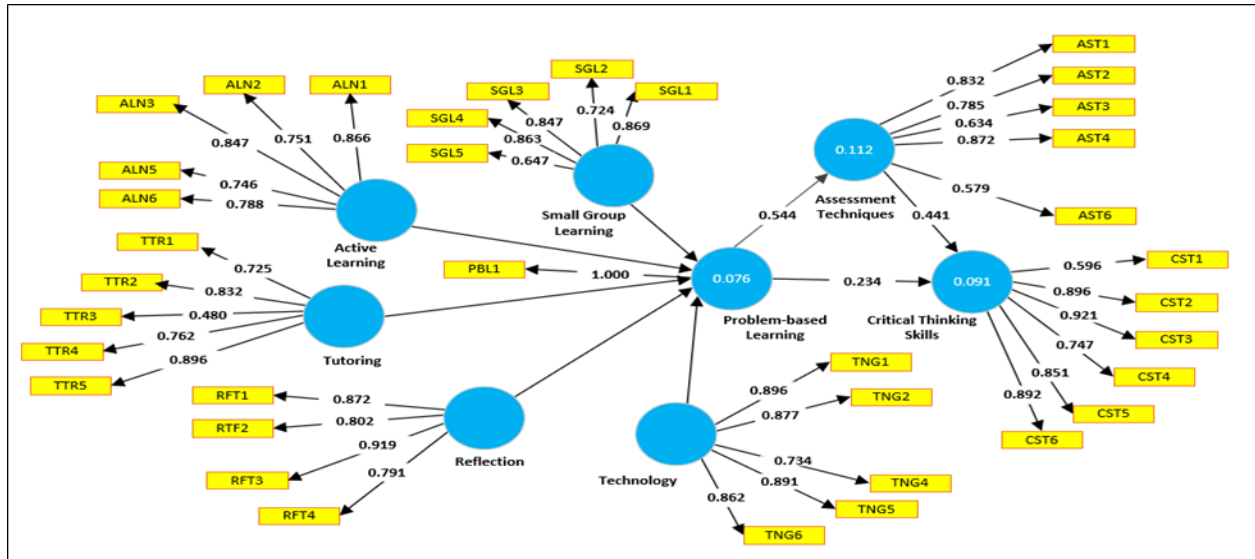 ALN3
ALN2
ALN1
0.847
0.751
0.866
ALN5
0.746
ALN6
0.788
Active
Learning
SGL3
SGL2
SGL1
SGL4
SGL5
0.847
0.724
0.869
0.863
0.647
Small Group
Learning
TTR1
TTR2
TTR3
TTR4
TTR5
0.725
0.832
0.480
0.762
0.896
Tutoring
PBL1
1.000
0.076
Problem-based
Learning
RFT1
RTF2
RFT3
RFT4
0.872
0.802
0.919
0.791
Reflection
TNG1
TNG2
TNG4
TNG5
TNG6
0.896
0.877
0.734
0.891
0.862
Technology
0.544
0.234
0.441
0.112
Assessment
Techniques
AST1
AST2
AST3
AST4
AST6
0.832
0.785
0.634
0.872
0.579
0.091
Critical Thinking
Skills
CST1
CST2
CST3
CST4
CST5
CST6
0.596
0.896
0.921
0.747
0.851
0.892